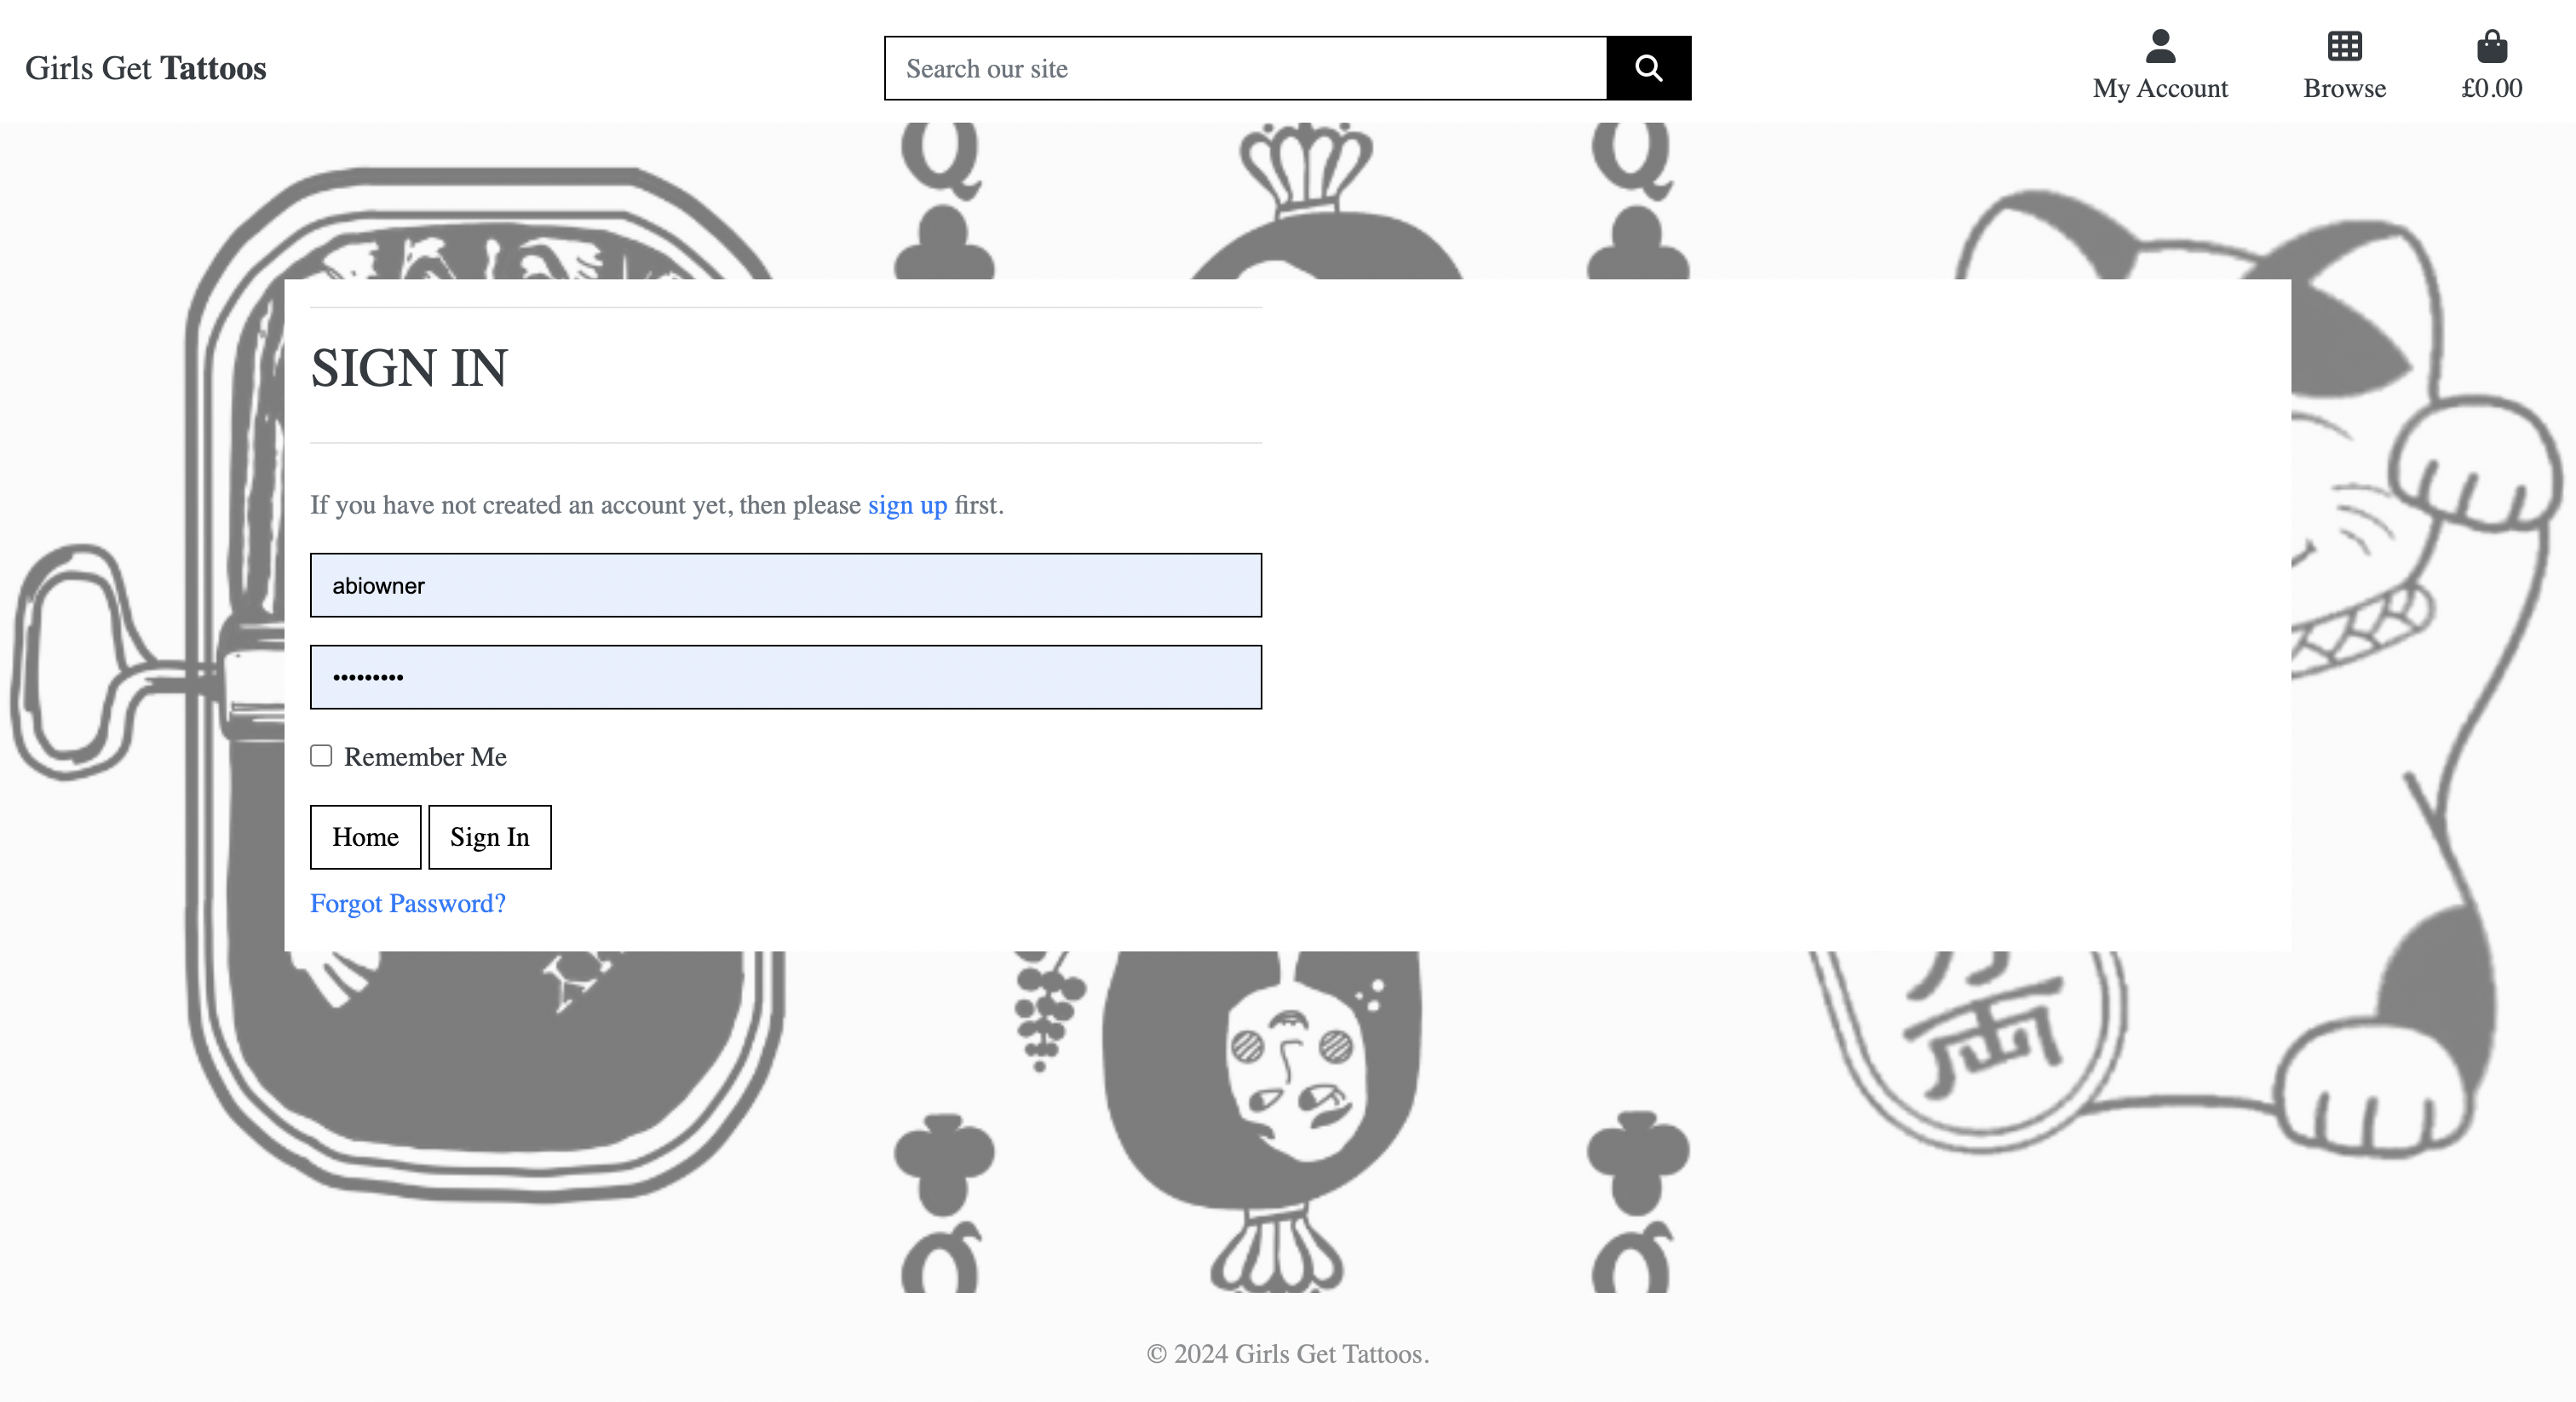 Girls Get Tattoos
Search our site
My Account
Browse
£0.00
Q
Q
SIGN IN
If you have not created an account yet, then please sign up first.
abiowner
•••••••••
Remember Me
Home
Sign In
Forgot Password?
両
Q
Q
© 2024 Girls Get Tattoos.